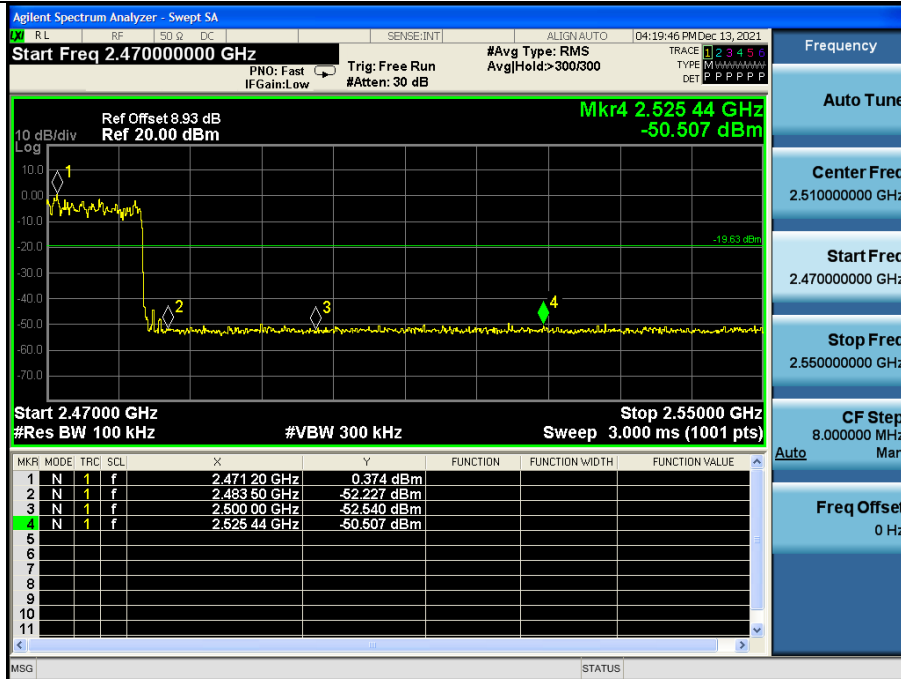 Agilent Spectrum Analyzer - Swept SA
LXI RL RF 50 Ω DC SENSE:INT ALIGN AUTO 04:19:46 PM Dec 13, 2021
Start Freq 2.470000000 GHz
PNO: Fast
IFGain:Low
Trig: Free Run
#Atten: 30 dB
#Avg Type: RMS
Avg|Hold:>300/300
TRACE 1 2 3 4 5 6
TYPE M WWWWW
DET P P P P P P
Ref Offset 8.93 dB
10 dB/div Ref 20.00 dBm
Log
Mkr4 2.525 44 GHz
-50.507 dBm
10.0
0.00
-10.0
-20.0
-30.0
-40.0
-50.0
-60.0
-70.0
1
2
3
4
-19.63 dBm
Start 2.47000 GHz Stop 2.55000 GHz
#Res BW 100 kHz #VBW 300 kHz Sweep 3.000 ms (1001 pts)
MKR MODE TRC SCL X Y FUNCTION FUNCTION WIDTH FUNCTION VALUE
1 N 1 f 2.471 20 GHz 0.374 dBm
2 N 1 f 2.483 50 GHz -52.227 dBm
3 N 1 f 2.500 00 GHz -52.540 dBm
4 N 1 f 2.525 44 GHz -50.507 dBm
5
6
7
8
9
10
11
MSG STATUS
Frequency
Auto Tune
Center Freq
2.510000000 GHz
Start Freq
2.470000000 GHz
Stop Freq
2.550000000 GHz
CF Step
8.000000 MHz
Auto Man
Freq Offset
0 Hz